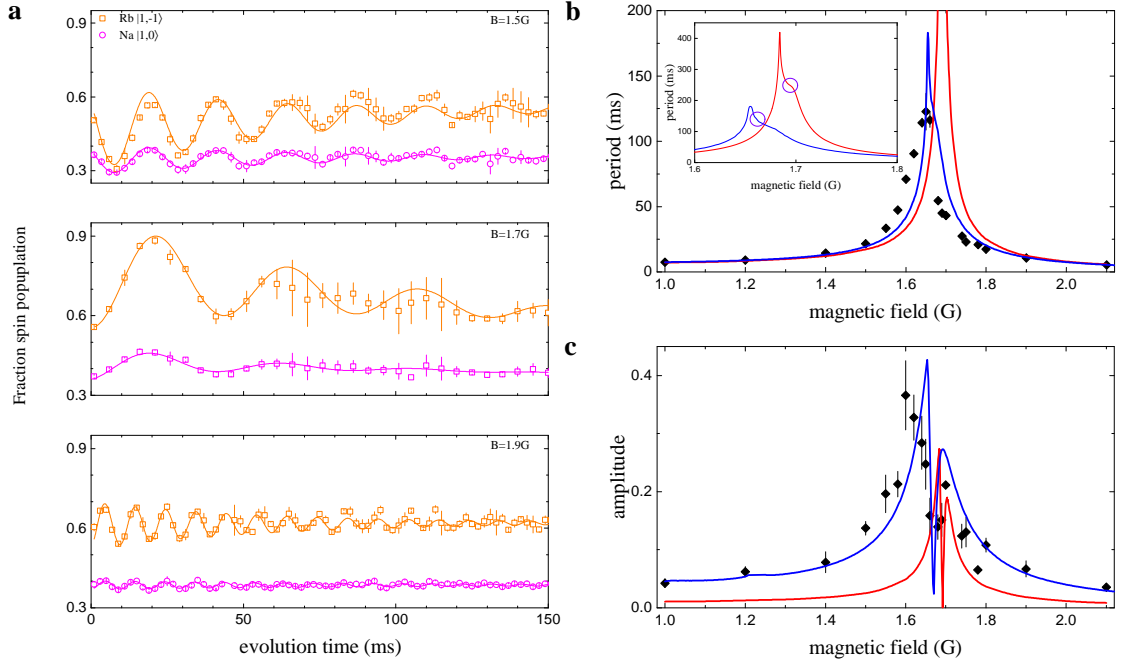 a
0.9
0.6
0.3
Rb |1,-1⟩
Na |1,0⟩
B=1.5G
0.9
0.6
0.3
B=1.7G
0.9
0.6
0.3
B=1.9G
0
50
100
150
Fraction spin popuplation
evolution time (ms)
b
200
150
100
50
0
period (ms)
1.0
1.2
1.4
1.6
1.8
2.0
magnetic field (G)
400
300
200
100
period (ms)
1.6
1.7
1.8
magnetic field (G)
c
0.4
0.2
0.0
amplitude
1.0
1.2
1.4
1.6
1.8
2.0
magnetic field (G)